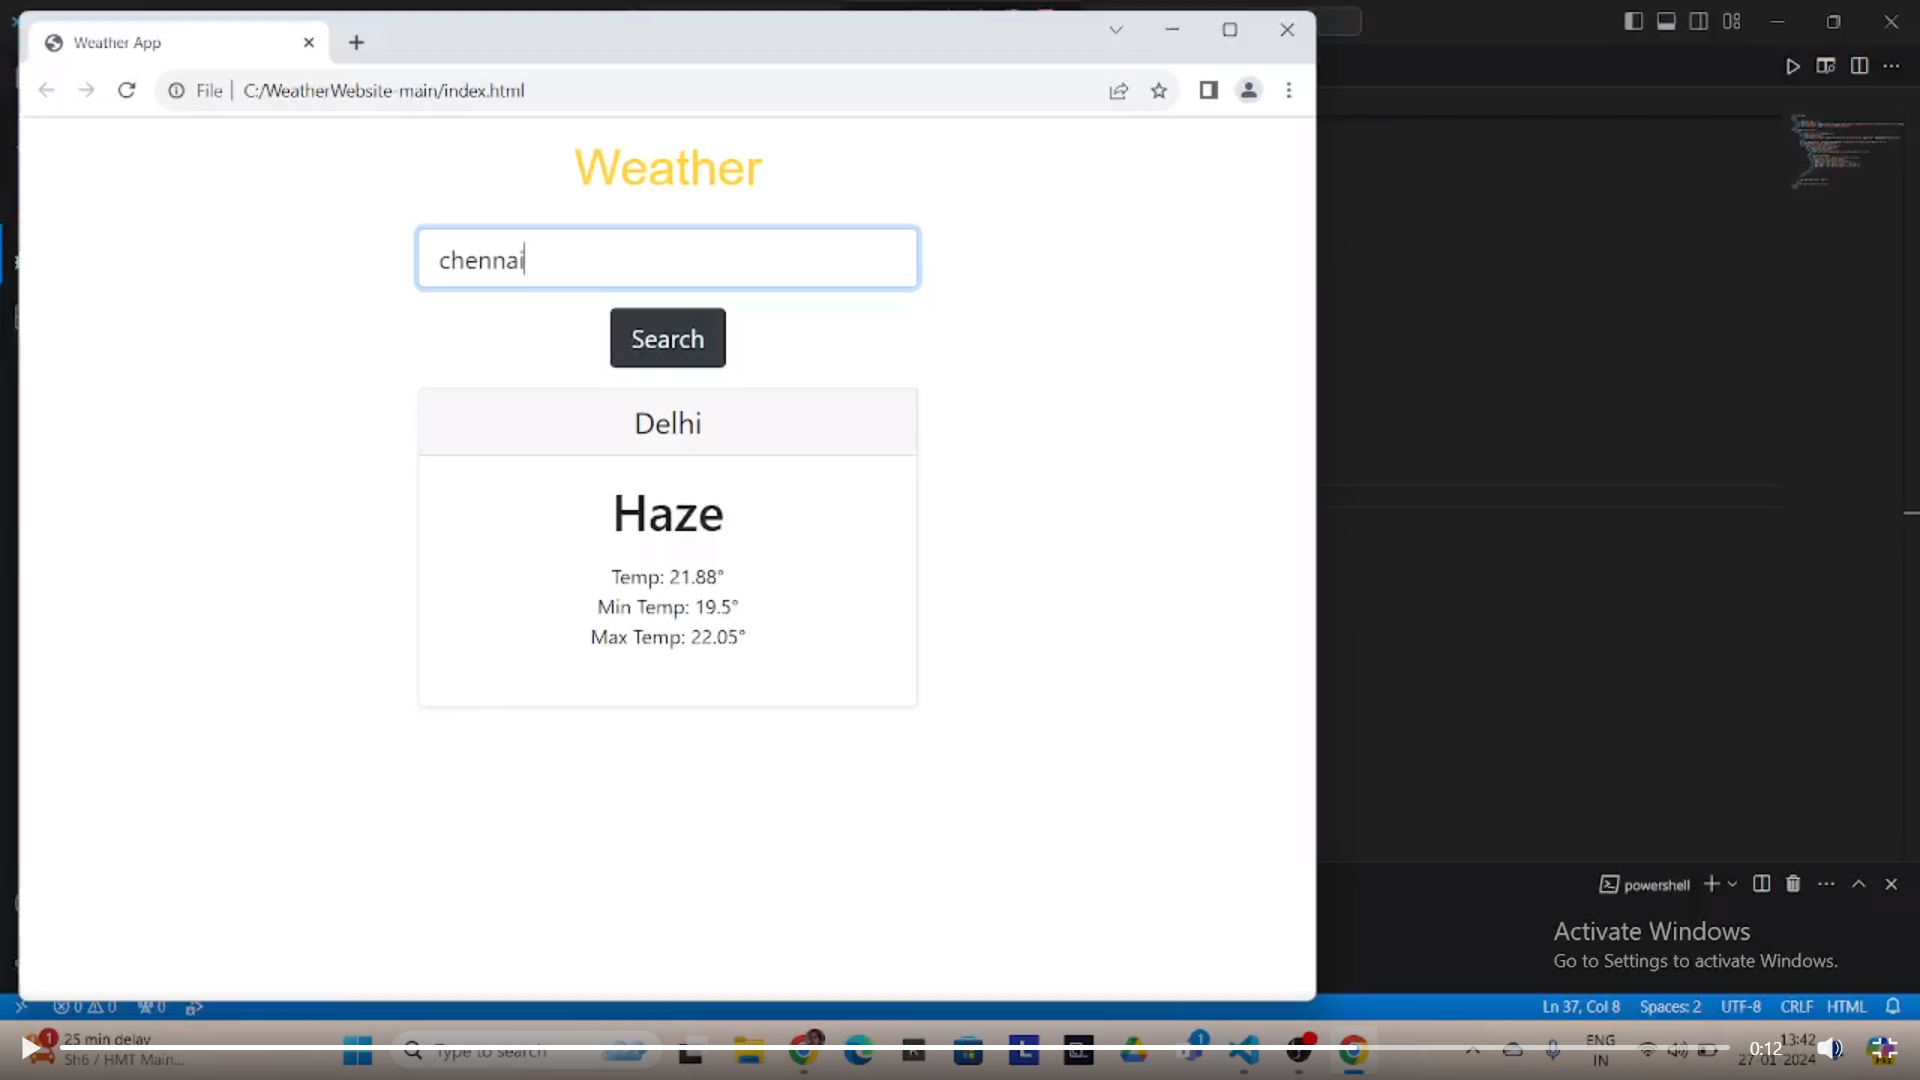 Weather App
File
C:/WeatherWebsite-main/index.html
Weather
chennai
Search
Delhi
Haze
Temp: 21.88°
Min Temp: 19.5°
Max Temp: 22.05°
powershell
Activate Windows
Go to Settings to activate Windows.
0 0 0
Ln 37, Col 8 Spaces: 2 UTF-8 CRLF HTML
1
25 min delay
Sh6 / HMT Main...
Type to search
1
ENG
IN
0:12
13:42
27-01-2024